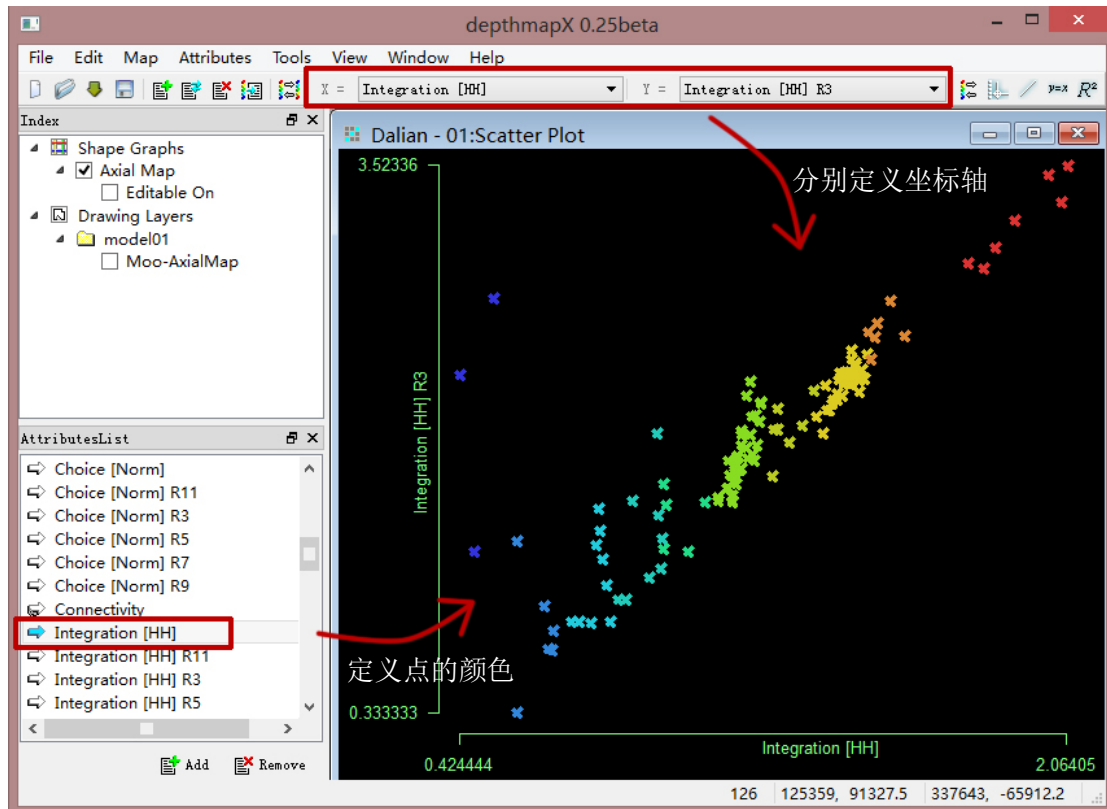 depthmapX 0.25beta
File Edit Map Attributes Tools View Window Help
X = Integration [HH] Y = Integration [HH] R3 y=x R²
Index
Shape Graphs
Axial Map
Editable On
Drawing Layers
model01
Moo-AxialMap
AttributesList
Choice [Norm]
Choice [Norm] R11
Choice [Norm] R3
Choice [Norm] R5
Choice [Norm] R7
Choice [Norm] R9
Connectivity
Integration [HH]
Integration [HH] R11
Integration [HH] R3
Integration [HH] R5
Add Remove
Dalian - 01:Scatter Plot
3.52336
分别定义坐标轴
Integration [HH] R3
定义点的颜色
0.333333
Integration [HH]
0.424444 2.06405
126 125359, 91327.5 337643, -65912.2